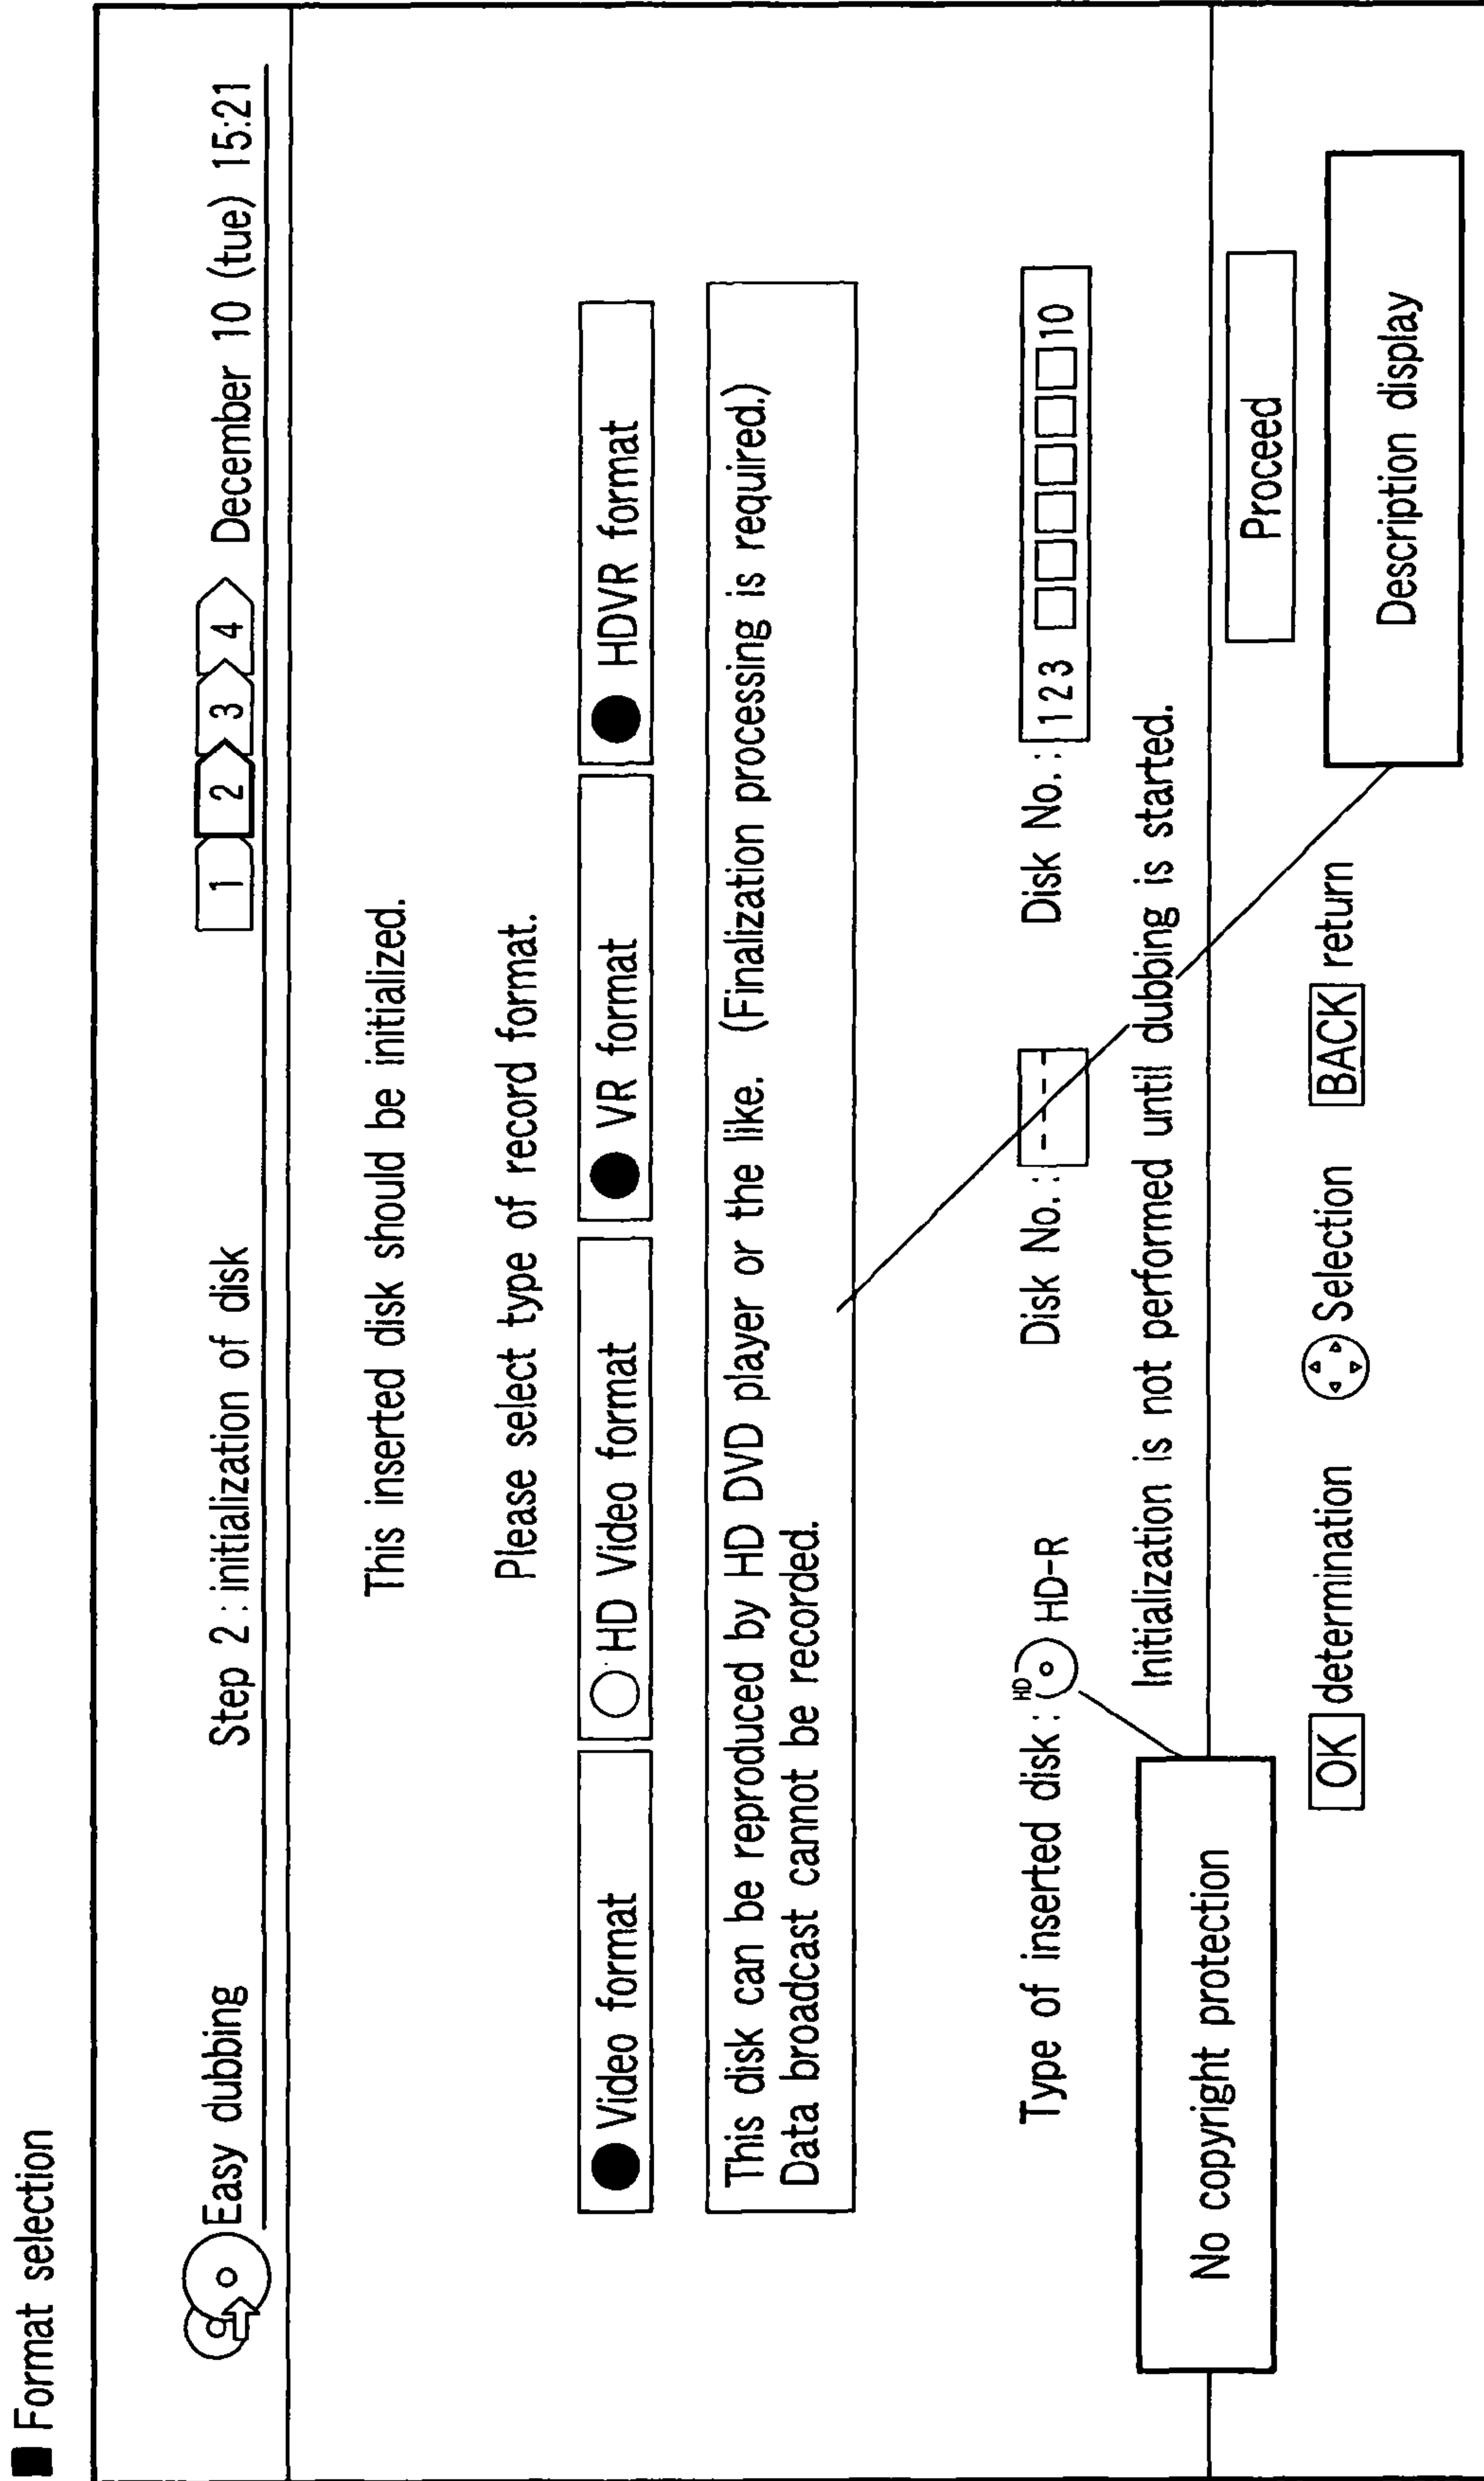 ■ Format selection
Easy dubbing Step 2 : initialization of disk 1 2 3 4 December 10 (tue) 15:21
This inserted disk should be initialized.
Please select type of record format.
● Video format ○ HD Video format ● VR format ● HDVR format
This disk can be reproduced by HD DVD player or the like. (Finalization processing is required.)
Data broadcast cannot be recorded.
Type of inserted disk : HD HD-R Disk No. : ---- Disk No. : 123 □□□□□□10
Initialization is not performed until dubbing is started.
No copyright protection
Proceed
OK determination Selection BACK return
Description display